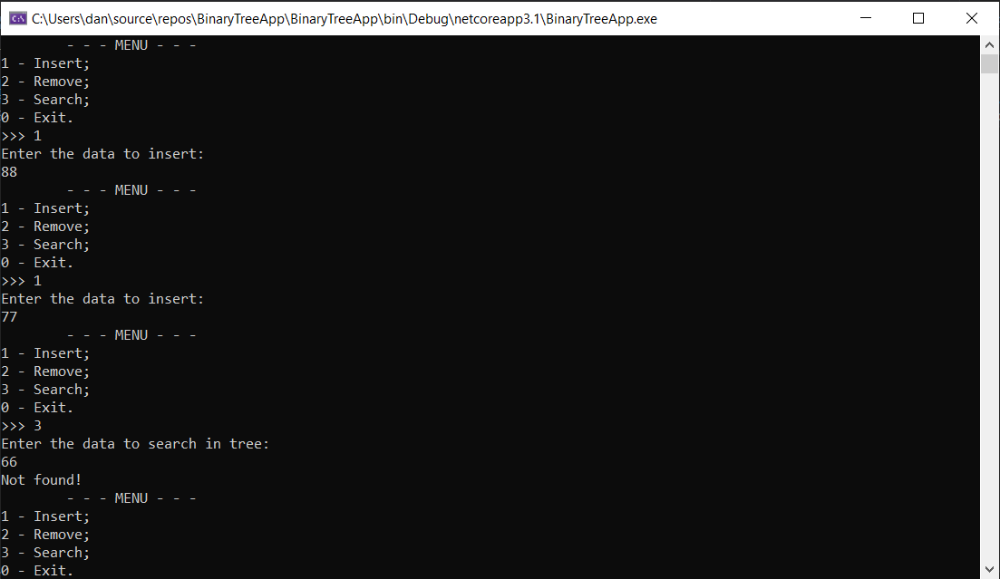 C:\Users\dan\source\repos\BinaryTreeApp\BinaryTreeApp\bin\Debug\netcoreapp3.1\BinaryTreeApp.exe
- - - MENU - - -
1 - Insert;
2 - Remove;
3 - Search;
0 - Exit.
>>> 1
Enter the data to insert:
88
- - - MENU - - -
1 - Insert;
2 - Remove;
3 - Search;
0 - Exit.
>>> 1
Enter the data to insert:
77
- - - MENU - - -
1 - Insert;
2 - Remove;
3 - Search;
0 - Exit.
>>> 3
Enter the data to search in tree:
66
Not found!
- - - MENU - - -
1 - Insert;
2 - Remove;
3 - Search;
0 - Exit.